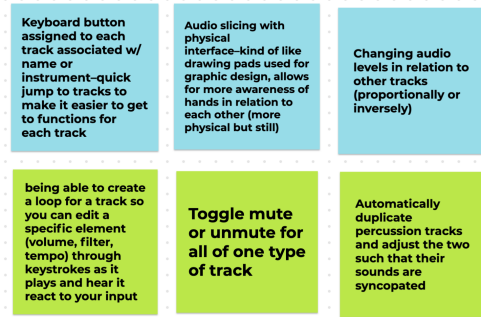 Keyboard button
assigned to each
track associated w/
name or
instrument–quick
jump to tracks to
make it easier to get
to functions for
each track
Audio slicing with
physical
interface–kind of like
drawing pads used for
graphic design, allows
for more awareness of
hands in relation to
each other (more
physical but still)
Changing audio
levels in relation to
other tracks
(proportionally or
inversely)
being able to create
a loop for a track so
you can edit a
specific element
(volume, filter,
tempo) through
keystrokes as it
plays and hear it
react to your input
Toggle mute
or unmute for
all of one type
of track
Automatically
duplicate
percussion tracks
and adjust the two
such that their
sounds are
syncopated